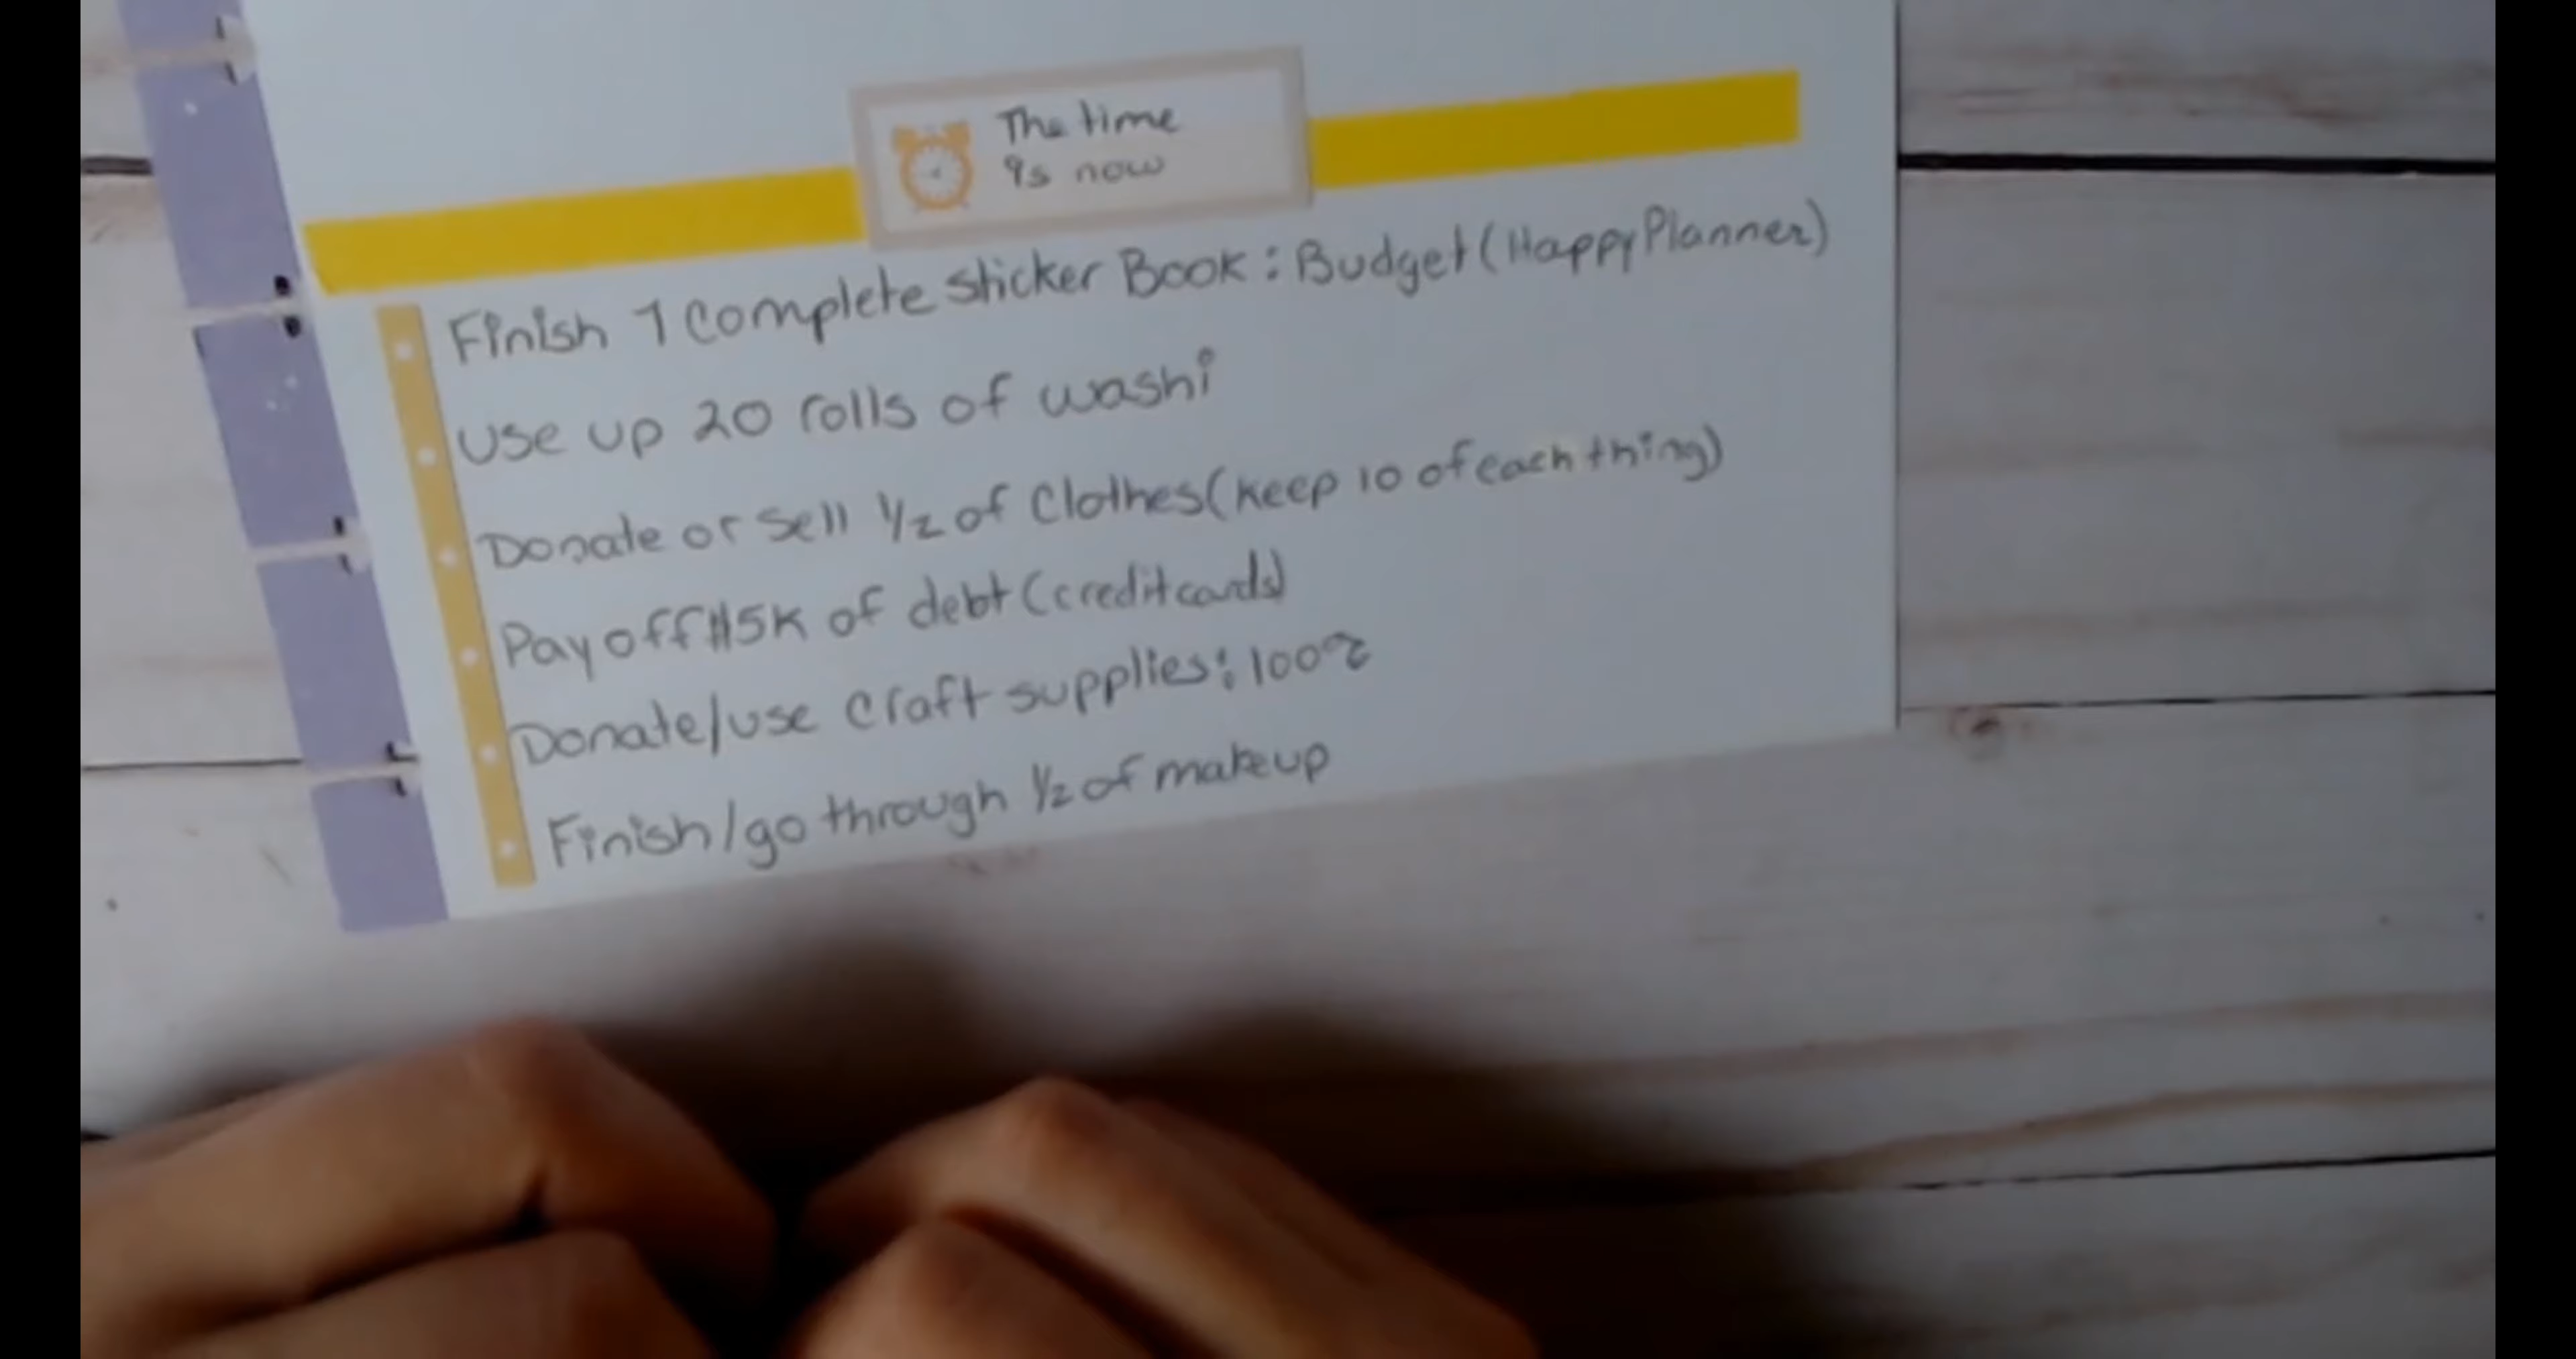 The time
is now
Finish 1 Complete Sticker Book: Budget (Happy Planner)
Use up 20 rolls of washi
Donate or Sell 1/2 of Clothes (keep 10 of each thing)
Pay off $5K of debt (credit cards)
Donate/use Craft supplies: 100%
Finish/go through 1/2 of makeup